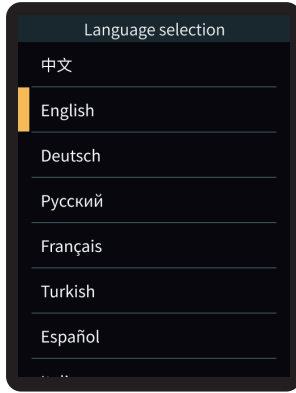 Language selection
中文
English
Deutsch
Русский
Français
Turkish
Español